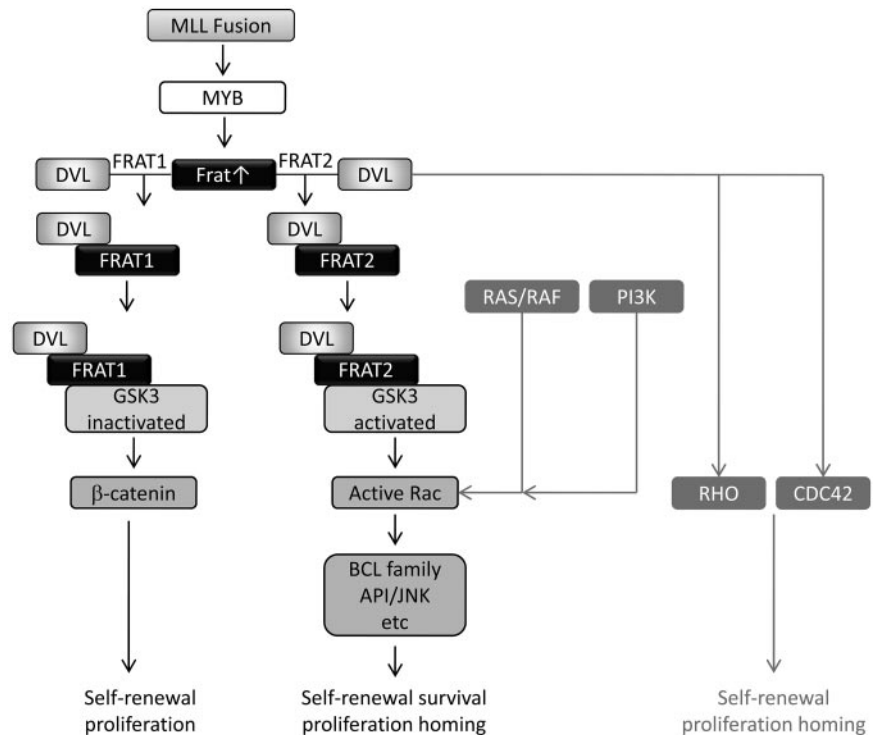 MLL Fusion
MYB
DVL
FRAT1
Frat↑
FRAT2
DVL
DVL
FRAT1
DVL
FRAT2
RAS/RAF
PI3K
DVL
FRAT1
GSK3
inactivated
DVL
FRAT2
GSK3
activated
β-catenin
Active Rac
RHO
CDC42
BCL family
API/JNK
etc
Self-renewal
proliferation
Self-renewal survival
proliferation homing
Self-renewal
proliferation homing